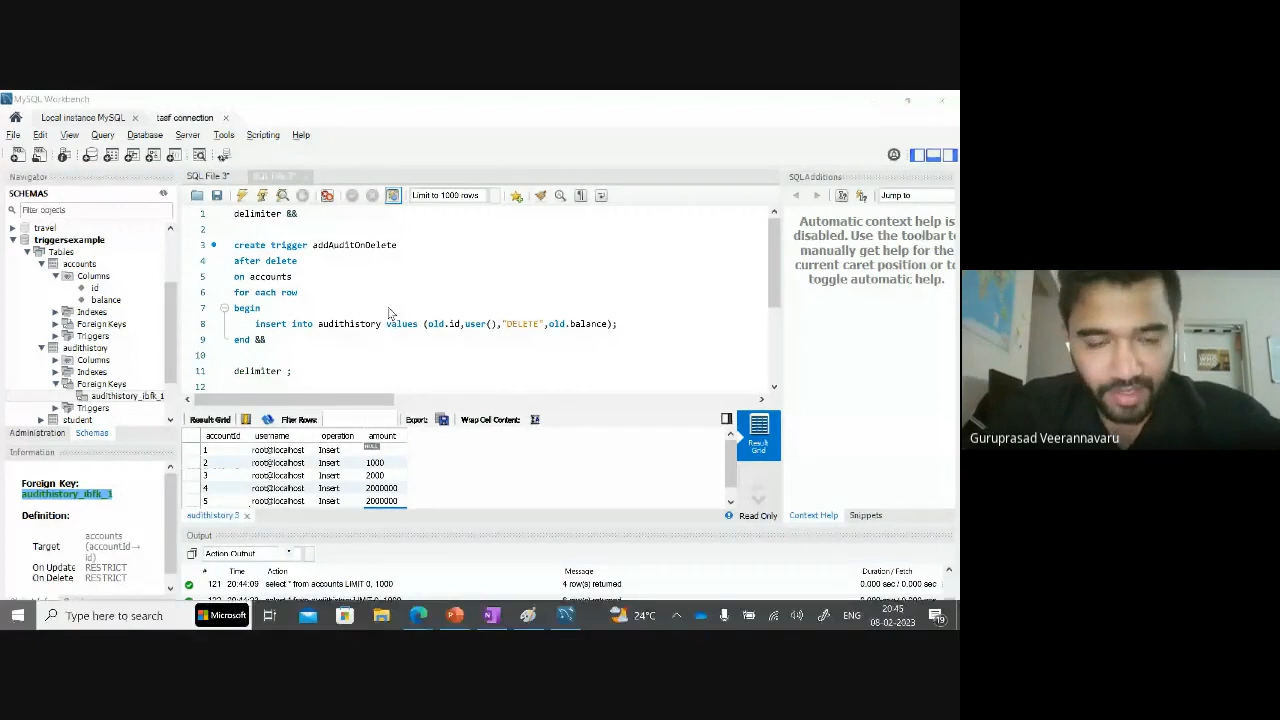 MySQL Workbench
Local instance MySQL
taef connection
File Edit View Query Database Server Tools Scripting Help
Navigator
SCHEMAS
Filter objects
travel
triggersexample
Tables
accounts
Columns
id
balance
Indexes
Foreign Keys
Triggers
audithistory
Columns
Indexes
Foreign Keys
audithistory_ibfk_1
Triggers
student
Administration Schemas
Information
Foreign Key:
audithistory_ibfk_1
Definition:
Target accounts (accountId→ id)
On Update RESTRICT
On Delete RESTRICT
SQL File 3* SQL File 3*
Limit to 1000 rows
1 delimiter &&
2
3 create trigger addAuditOnDelete
4 after delete
5 on accounts
6 for each row
7 begin
8 insert into audithistory values (old.id,user(),"DELETE",old.balance);
9 end &&
10
11 delimiter ;
12
Result Grid Filter Rows: Export: Wrap Cell Content:
accountId username operation amount
1 root@localhost Insert NULL
2 root@localhost Insert 1000
3 root@localhost Insert 2000
4 root@localhost Insert 2000000
5 root@localhost Insert 2000000
Result
Grid
audithistory 3
Read Only
Output
Action Output
Time Action Message Duration / Fetch
121 20:44:09 select * from accounts LIMIT 0, 1000 4 row(s) returned 0.000 sec / 0.000 sec
SQLAdditions
Jump to
Automatic context help is
disabled. Use the toolbar to
manually get help for the
current caret position or to
toggle automatic help.
Context Help Snippets
Type here to search
Microsoft
24°C
ENG
20:45
08-02-2023
19
Guruprasad Veerannavaru